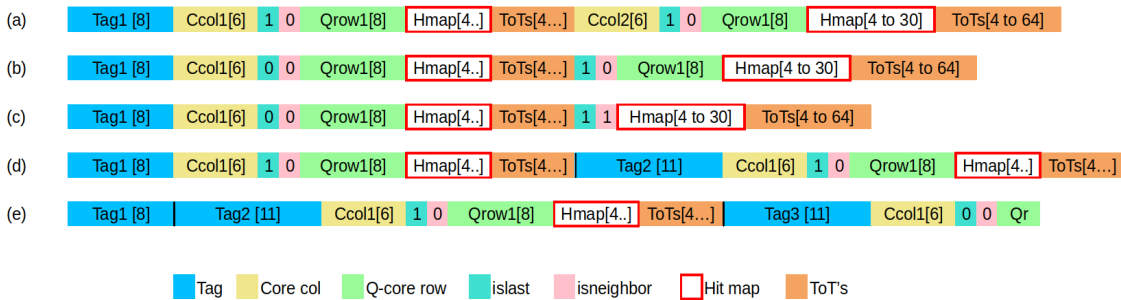 (a) Tag1 [8] Ccol1[6] 1 0 Qrow1[8] Hmap[4..] ToTs[4…] Ccol2[6] 1 0 Qrow1[8] Hmap[4 to 30] ToTs[4 to 64]
(b) Tag1 [8] Ccol1[6] 0 0 Qrow1[8] Hmap[4..] ToTs[4…] 1 0 Qrow1[8] Hmap[4 to 30] ToTs[4 to 64]
(c) Tag1 [8] Ccol1[6] 0 0 Qrow1[8] Hmap[4..] ToTs[4…] 1 1 Hmap[4 to 30] ToTs[4 to 64]
(d) Tag1 [8] Ccol1[6] 1 0 Qrow1[8] Hmap[4..] ToTs[4…] Tag2 [11] Ccol1[6] 1 0 Qrow1[8] Hmap[4..] ToTs[4…]
(e) Tag1 [8] Tag2 [11] Ccol1[6] 1 0 Qrow1[8] Hmap[4..] ToTs[4…] Tag3 [11] Ccol1[6] 0 0 Qr
Tag Core col Q-core row islast isneighbor Hit map ToT's